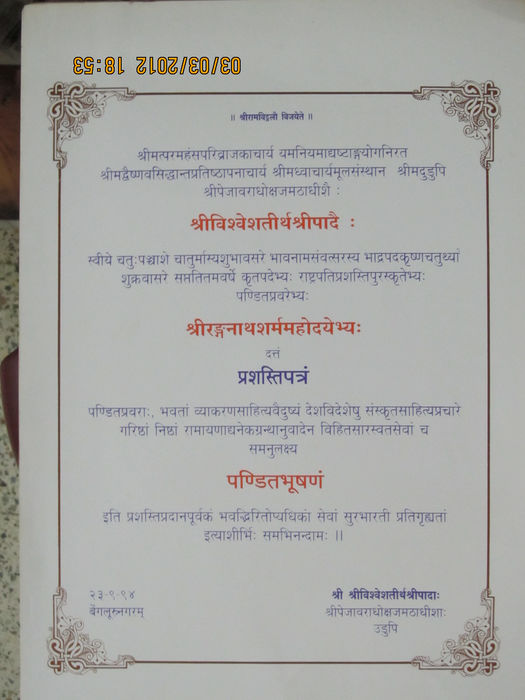 03/03/2012 18:53
॥ श्रीरामविठ्ठलौ विजयेते ॥
श्रीमत्परमहंसपरिव्राजकाचार्य यमनियमाद्यष्टाङ्गयोगनिरत
श्रीमद्वैष्णवसिद्धान्तप्रतिष्ठापनाचार्य श्रीमध्वाचार्यमूलसंस्थान श्रीमदुडुपि
श्रीपेजावराधोक्षजमठाधीशै :
श्रीविश्वेशतीर्थश्रीपादै :
स्वीये चतुःपञ्चाशे चातुर्मास्यशुभावसरे भावनामसंवत्सरस्य भाद्रपदकृष्णचतुर्थ्यां
शुक्रवासरे सप्ततितमवर्षे कृतपदेभ्यः राष्ट्रपतिप्रशस्तिपुरस्कृतेभ्यः
पण्डितप्रवरेभ्यः
श्रीरङ्गनाथशर्ममहोदयेभ्यः
दत्तं
प्रशस्तिपत्रं
पण्डितप्रवराः, भवतां व्याकरणसाहित्यवैदुष्यं देशविदेशेषु संस्कृतसाहित्यप्रचारे
गरिष्ठां निष्ठां रामायणाद्यनेकग्रन्थानुवादेन विहितसारस्वतसेवां च
समनुलक्ष्य
पण्डितभूषणं
इति प्रशस्तिप्रदानपूर्वकं भवद्भिरितोप्यधिकां सेवां सुरभारती प्रतिगृह्यतां
इत्याशीर्भिः समभिनन्दामः ॥
२३-९-९४
बेंगलूरुनगरम्
श्री श्रीविश्वेशतीर्थश्रीपादाः
श्रीपेजावराधोक्षजमठाधीशाः
उडुपि